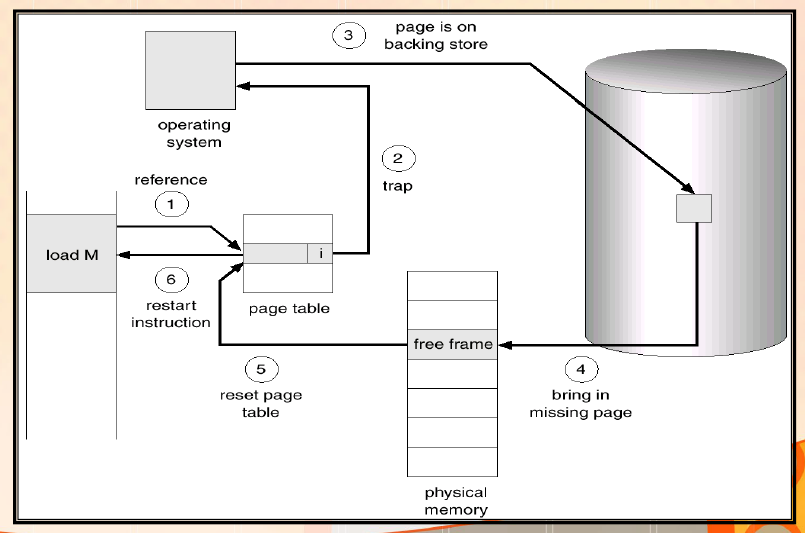 3
page is on
backing store
operating
system
2
trap
reference
1
load M
i
6
restart
instruction
page table
free frame
5
reset page
table
4
bring in
missing page
physical
memory